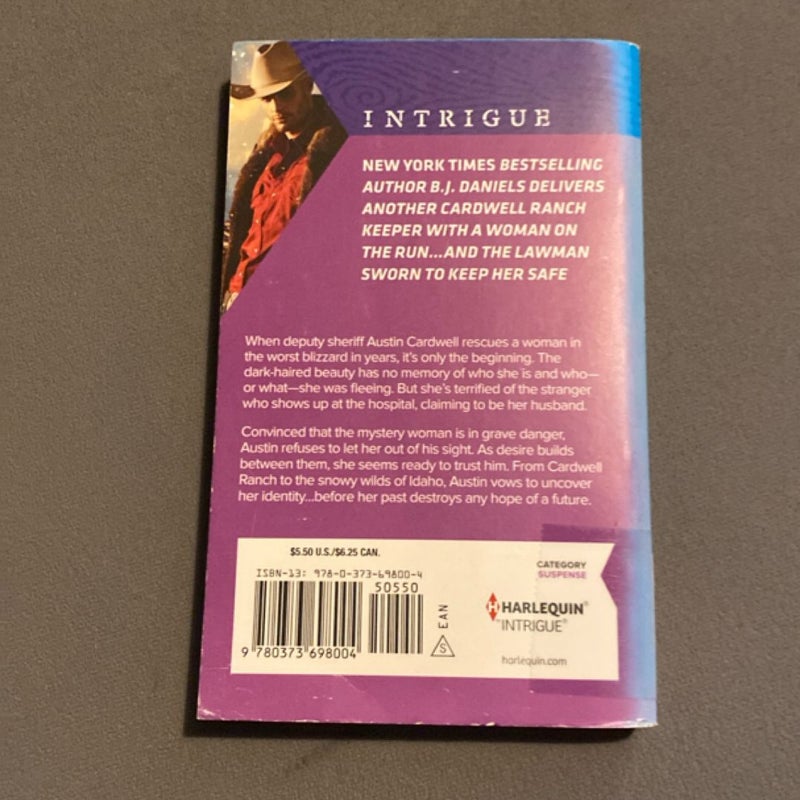 INTRIGUE
NEW YORK TIMES BESTSELLING
AUTHOR B.J. DANIELS DELIVERS
ANOTHER CARDWELL RANCH
KEEPER WITH A WOMAN ON
THE RUN...AND THE LAWMAN
SWORN TO KEEP HER SAFE
When deputy sheriff Austin Cardwell rescues a woman in
the worst blizzard in years, it's only the beginning. The
dark-haired beauty has no memory of who she is and who—
or what—she was fleeing. But she's terrified of the stranger
who shows up at the hospital, claiming to be her husband.
Convinced that the mystery woman is in grave danger,
Austin refuses to let her out of his sight. As desire builds
between them, she seems ready to trust him. From Cardwell
Ranch to the snowy wilds of Idaho, Austin vows to uncover
her identity...before her past destroys any hope of a future.
$5.50 U.S./$6.25 CAN.
ISBN-13: 978-0-373-69800-4
50550
9 780373 698004
EAN
S
CATEGORY
SUSPENSE
H HARLEQUIN®
"INTRIGUE®
harlequin.com